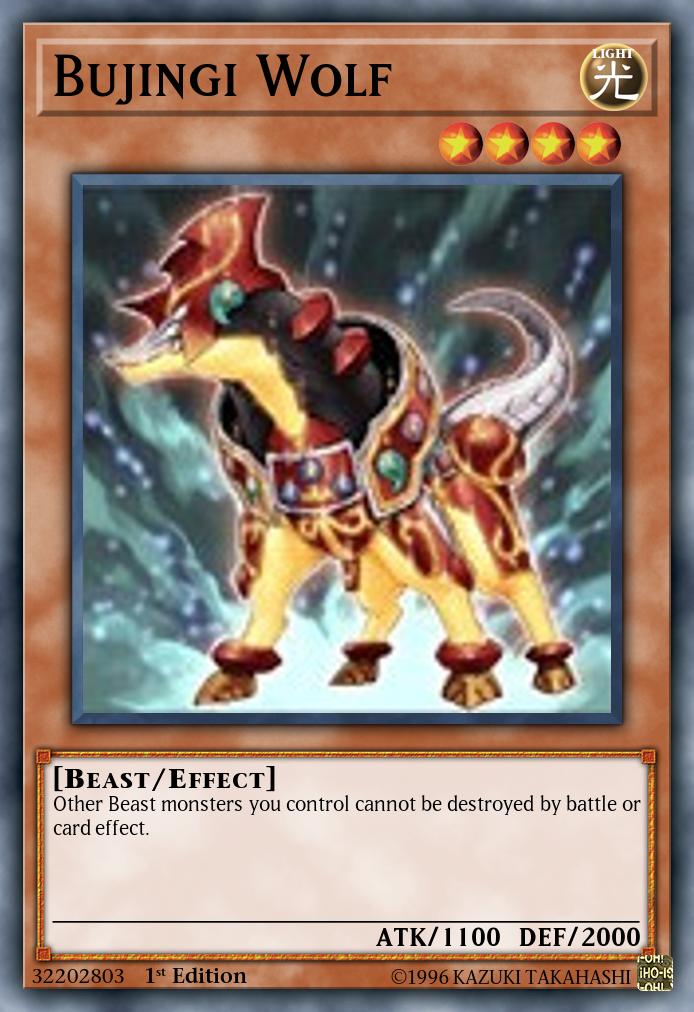 Bujingi Wolf
LIGHT
光
[Beast/Effect]
Other Beast monsters you control cannot be destroyed by battle or
card effect.
ATK/1100 DEF/2000
32202803 1st Edition ©1996 KAZUKI TAKAHASHI